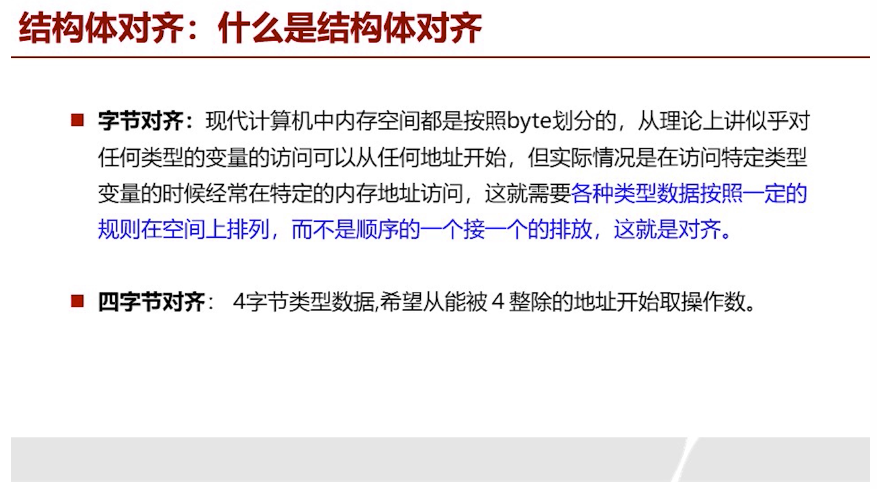 结构体对齐：什么是结构体对齐
字节对齐：现代计算机中内存空间都是按照byte划分的，从理论上讲似乎对
任何类型的变量的访问可以从任何地址开始，但实际情况是在访问特定类型
变量的时候经常在特定的内存地址访问，这就需要各种类型数据按照一定的
规则在空间上排列，而不是顺序的一个接一个的排放，这就是对齐。
四字节对齐： 4字节类型数据,希望从能被 4 整除的地址开始取操作数。